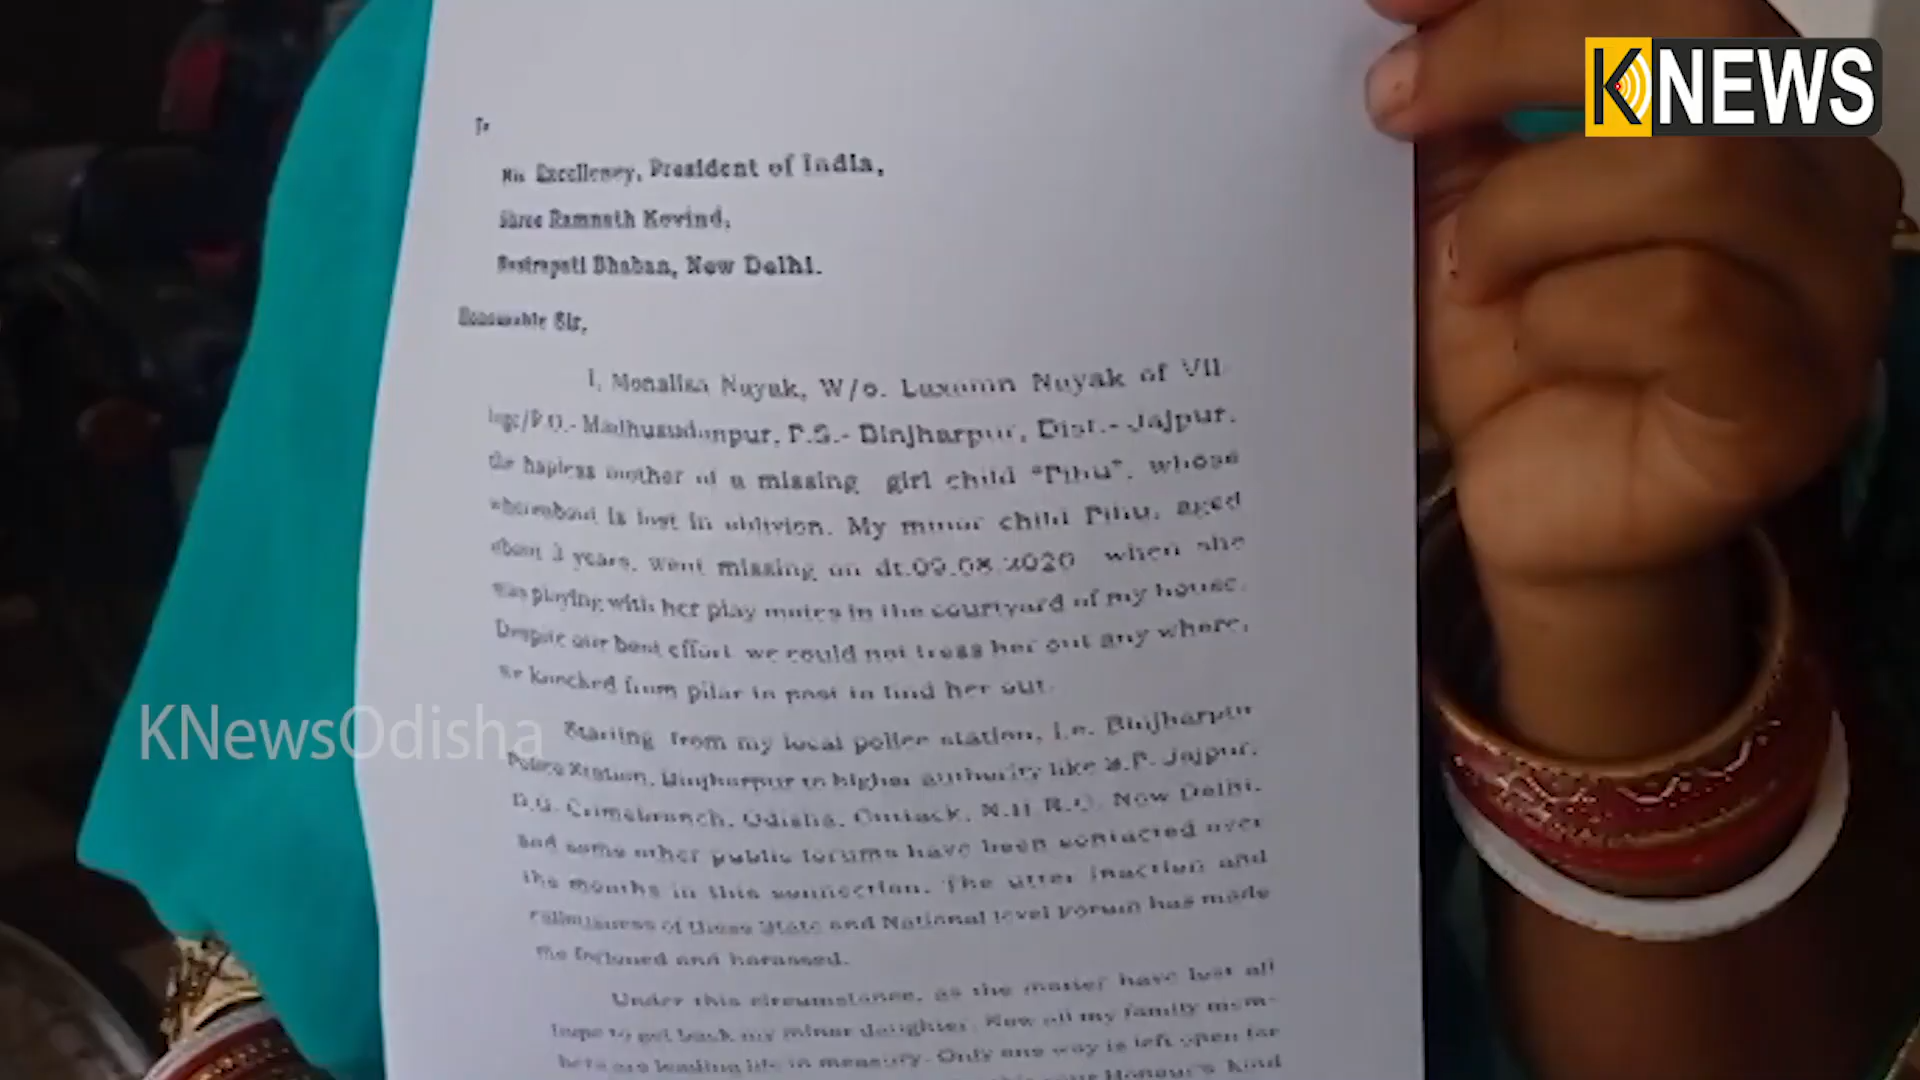 KNEWS
To
His Excellency, President of India,
Shree Ramnath Kovind,
Rastrapati Bhaban, New Delhi.
Honourable Sir,
I, Monalisa Nayak, W/o. Laxman Nayak of Vill-
lage/P.O.- Madhusudanpur, P.S.- Binjharpur, Dist.- Jajpur,
the hapless mother of a missing girl child "Pihu", whose
whereabout is lost in oblivion. My minor child Pihu, aged
about 3 years, went missing on dt.09.08.2020 when she
was playing with her play mates in the courtyard of my house.
Despite our best effort we could not tress her out any where,
We knocked from pilar to post to find her out.
Starting from my local police station, i.e. Binjharpur
KNewsOdisha
Police Station, Binjharpur to higher authority like S.P. Jajpur,
D.G. Crimebranch, Odisha, Cuttack, N.H.R.C. New Delhi,
and some other public forums have been contacted over
the months in this connection. The utter inaction and
callousness of these State and National level Forum has made
me and harassed.
Under this circumstance, as the matter have lost all
hope to get back my minor daughter. Now all my family mem-
bers are leading life in measury. Only one way is left open for
your Honour's kind